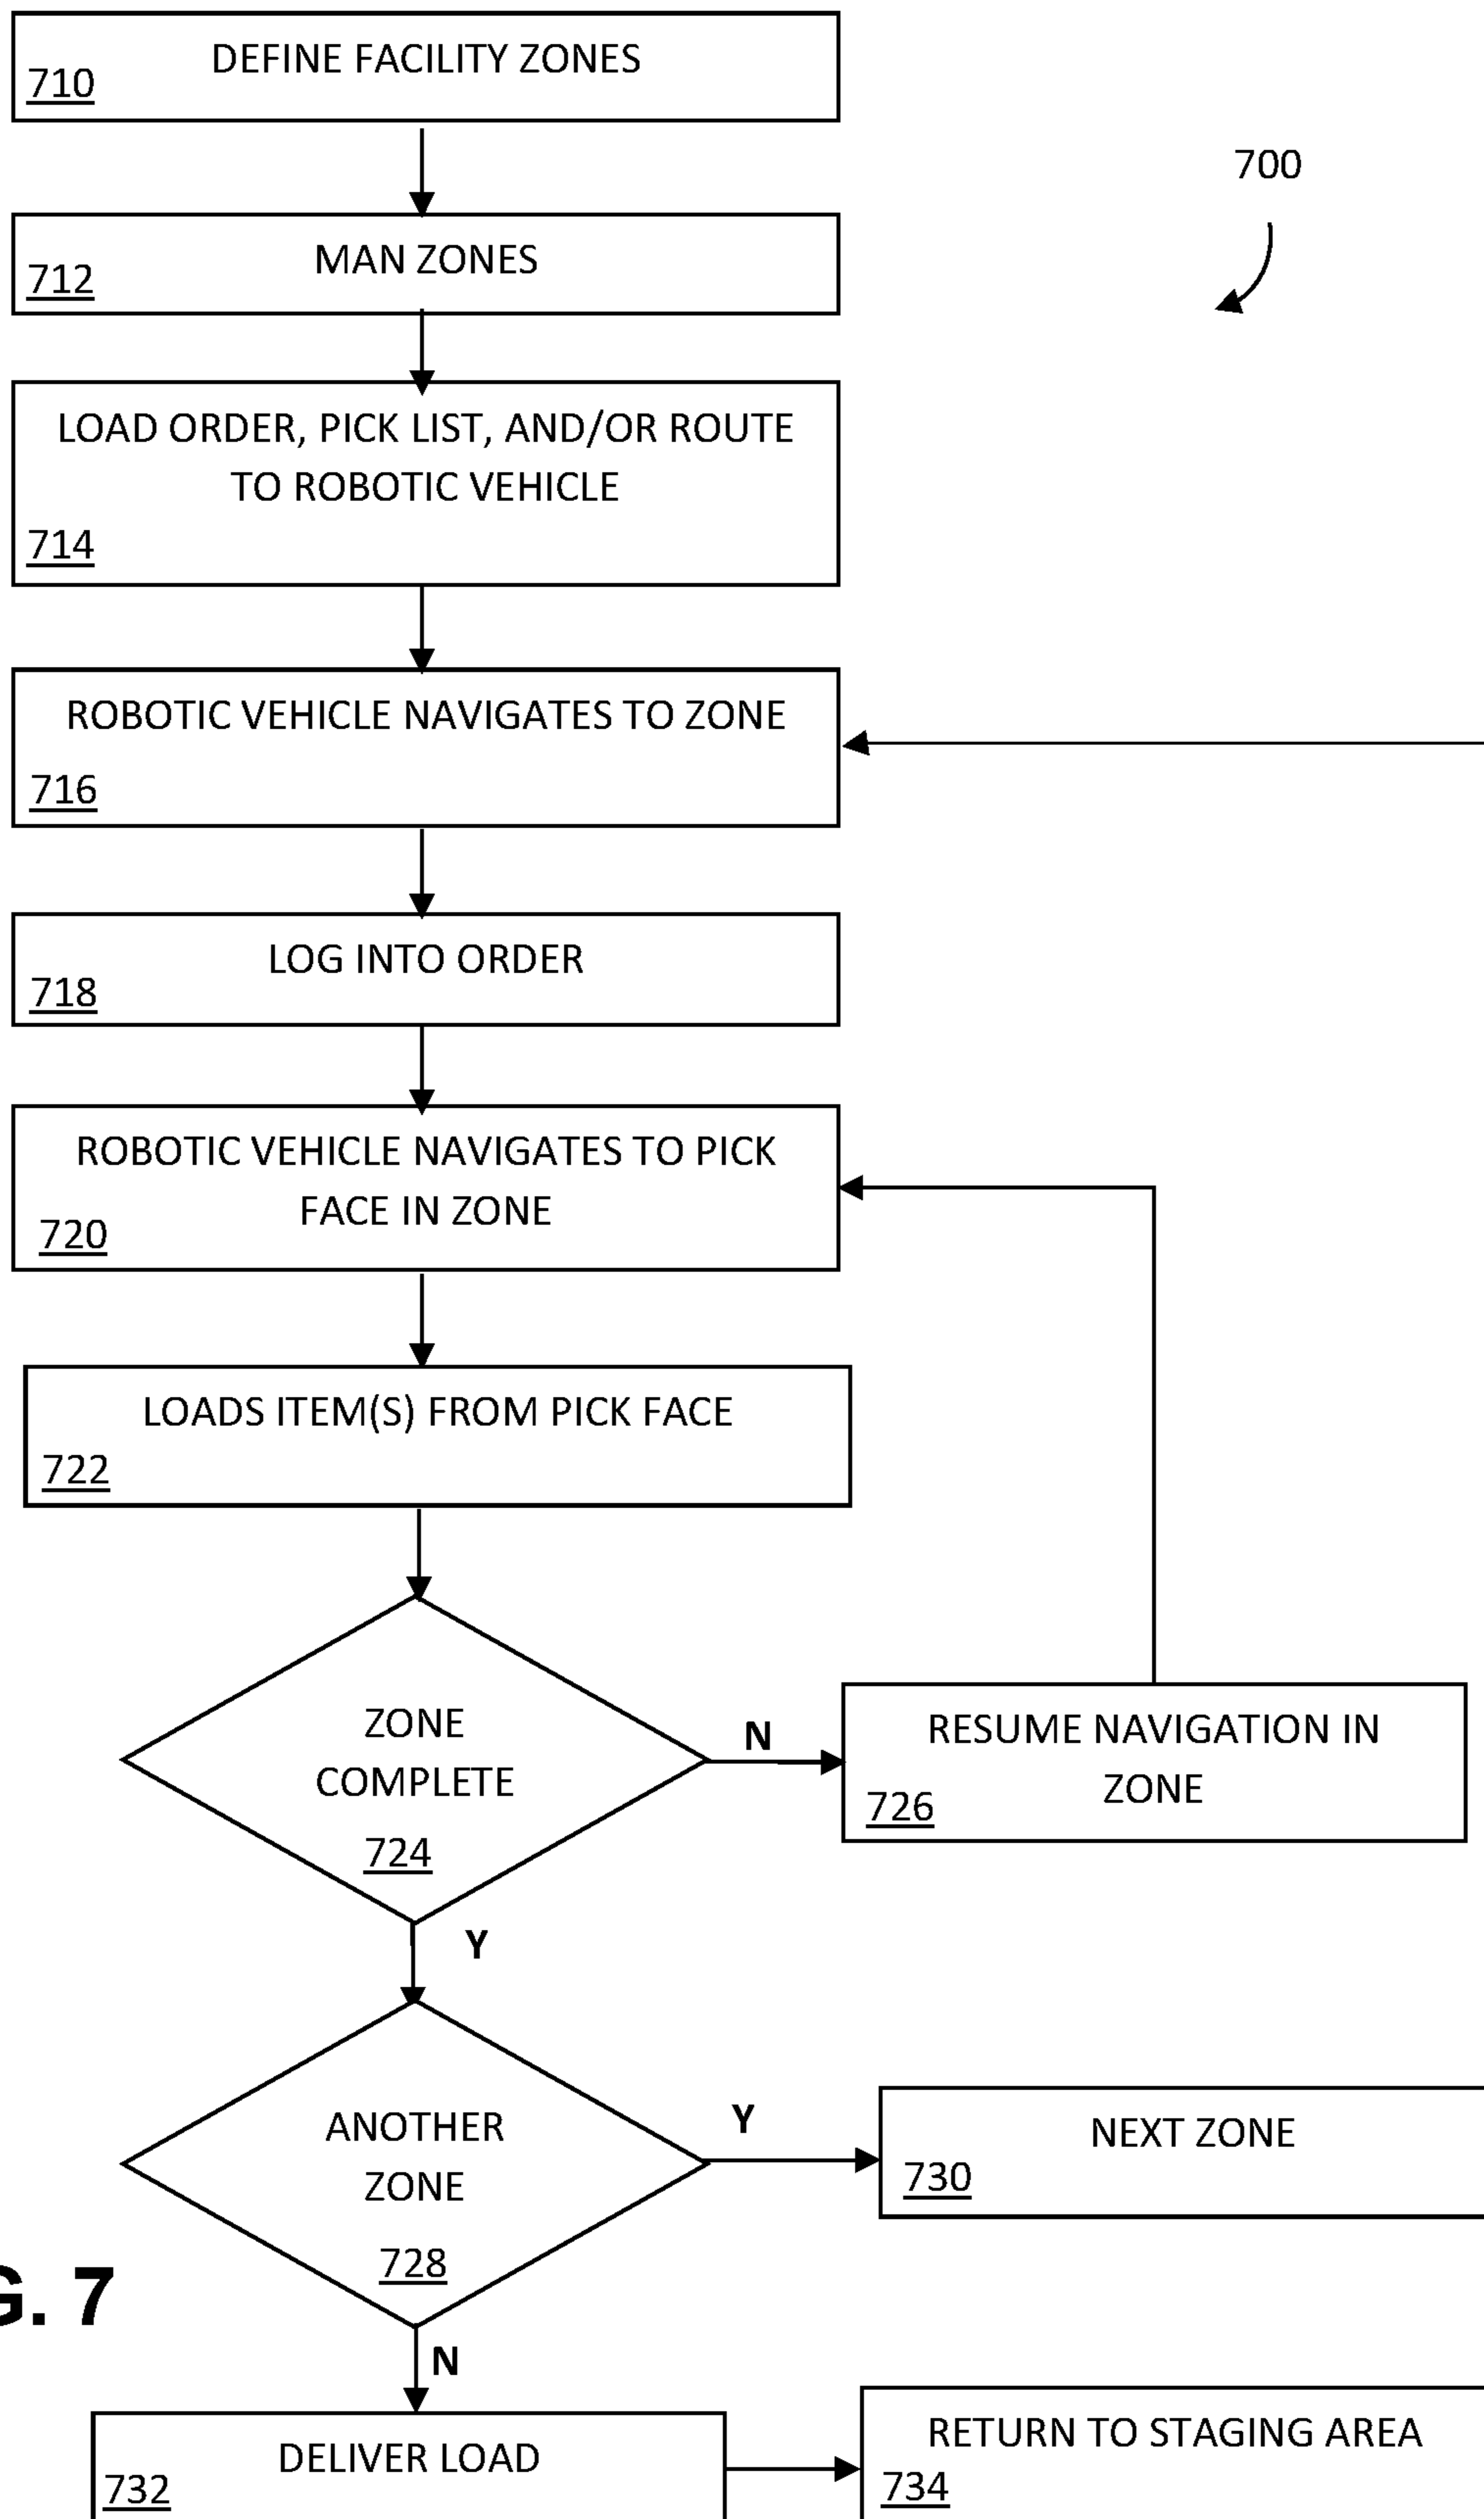 DEFINE FACILITY ZONES
710
700
MAN ZONES
712
LOAD ORDER, PICK LIST, AND/OR ROUTE
TO ROBOTIC VEHICLE
714
ROBOTIC VEHICLE NAVIGATES TO ZONE
716
LOG INTO ORDER
718
ROBOTIC VEHICLE NAVIGATES TO PICK
FACE IN ZONE
720
LOADS ITEM(S) FROM PICK FACE
722
ZONE
COMPLETE
724
N
RESUME NAVIGATION IN
ZONE
726
Y
ANOTHER
ZONE
728
Y
NEXT ZONE
730
G. 7
N
DELIVER LOAD
732
RETURN TO STAGING AREA
734